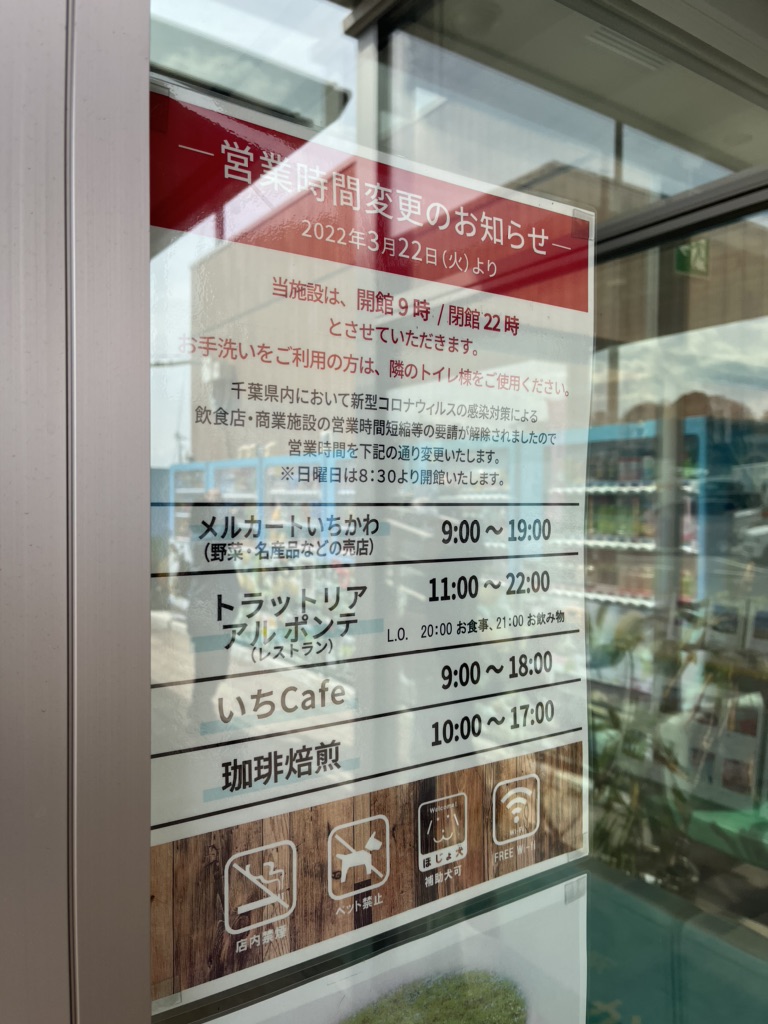 ―営業時間変更のお知らせ―
2022年3月22日(火)より
当施設は、開館9時 / 閉館22時
とさせていただきます。
お手洗いをご利用の方は、隣のトイレ棟をご使用ください。
千葉県内において新型コロナウィルスの感染対策による
飲食店・商業施設の営業時間短縮等の要請が解除されましたので
営業時間を下記の通り変更いたします。
※日曜日は8:30より開館いたします。
メルカートいちかわ 9:00〜19:00
(野菜・名産品などの売店)
トラットリア 11:00〜22:00
アル ポンテ L.O. 20:00 お食事、21:00 お飲み物
(レストラン)
いちCafe 9:00〜18:00
珈琲焙煎 10:00〜17:00
Welcome!
ほじょ犬
店内禁煙 ペット禁止 補助犬可 FREE Wi-Fi